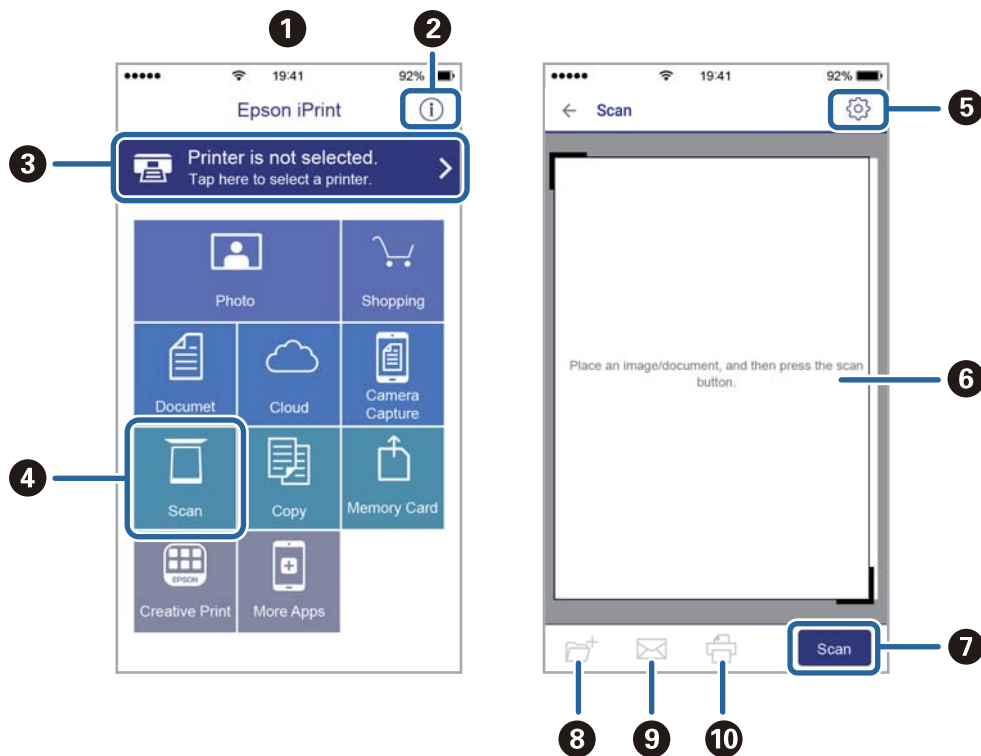 1
2
●●●●● 19:41 92%
Epson iPrint
3
Printer is not selected.
Tap here to select a printer.
Photo
Shopping
Documet
Cloud
Camera
Capture
4
Scan
Copy
Memory Card
EPSON
Creative Print
More Apps
●●●●● 19:41 92%
← Scan
5
Place an image/document, and then press the scan
button.
6
Scan
7
8
9
10